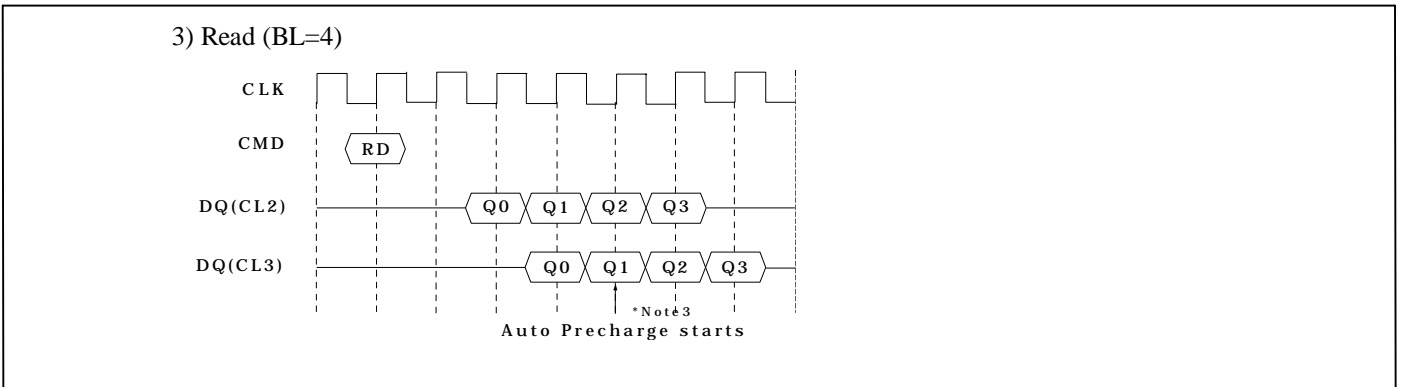 3) Read (BL=4)
CLK
CMD RD
DQ(CL2) Q0 Q1 Q2 Q3
DQ(CL3) Q0 Q1 Q2 Q3
*Note3
Auto Precharge starts